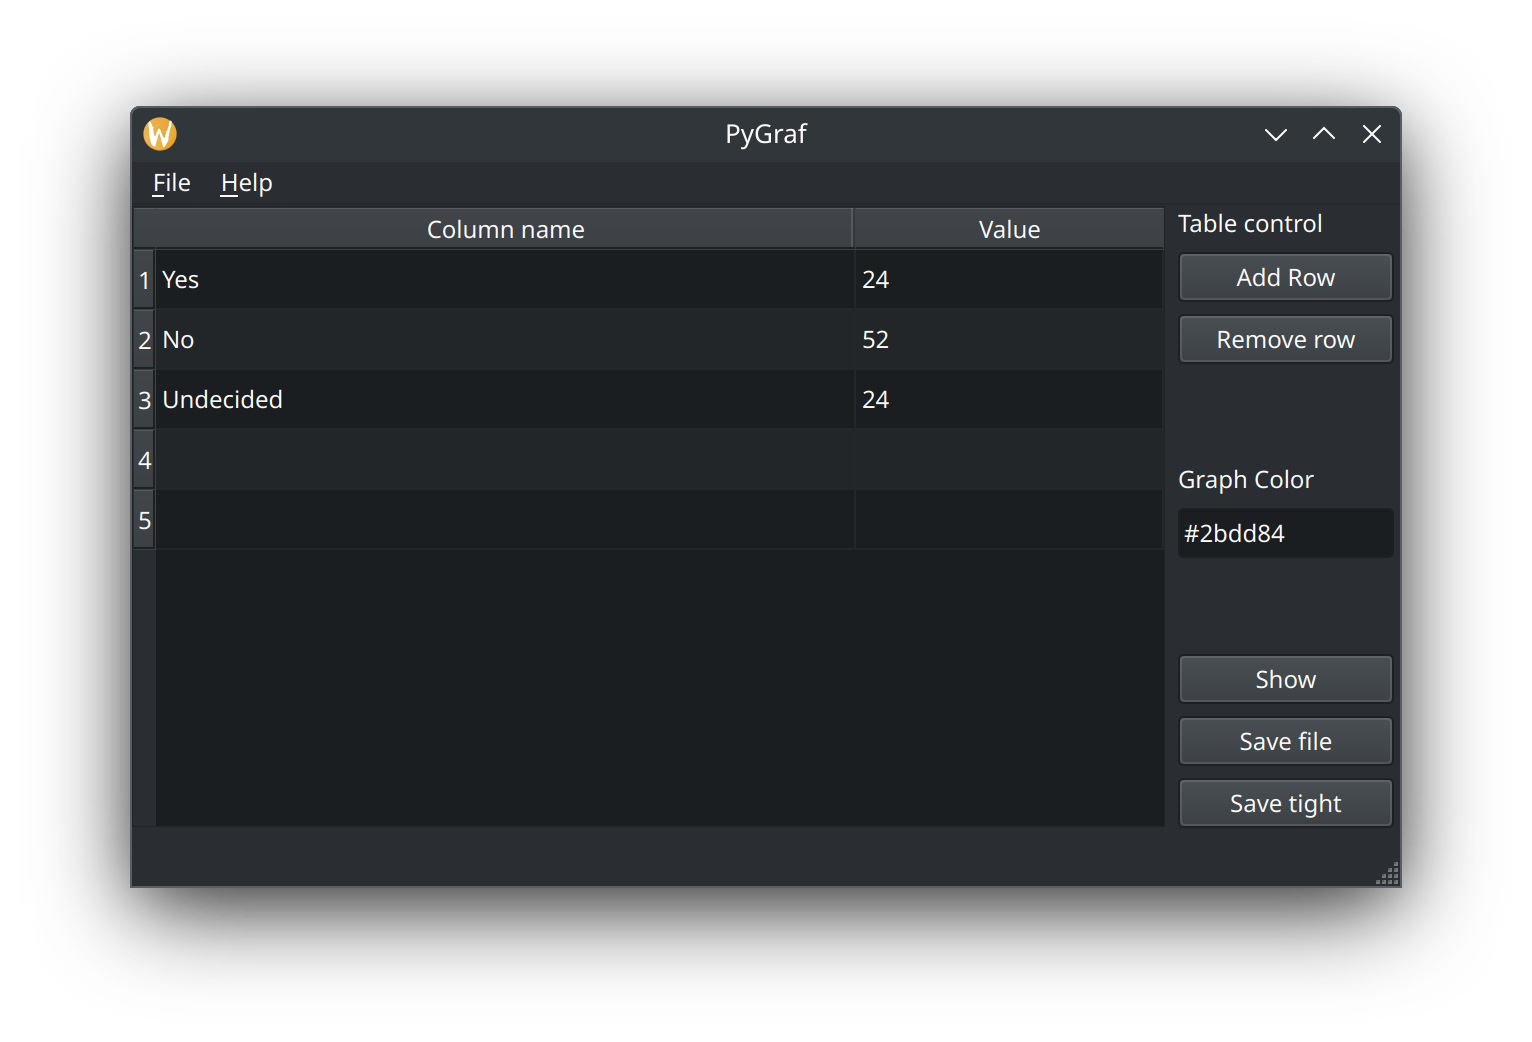 PyGraf
File Help
Column name Value
1 Yes 24
2 No 52
3 Undecided 24
4
5
Table control
Add Row
Remove row
Graph Color
#2bdd84
Show
Save file
Save tight